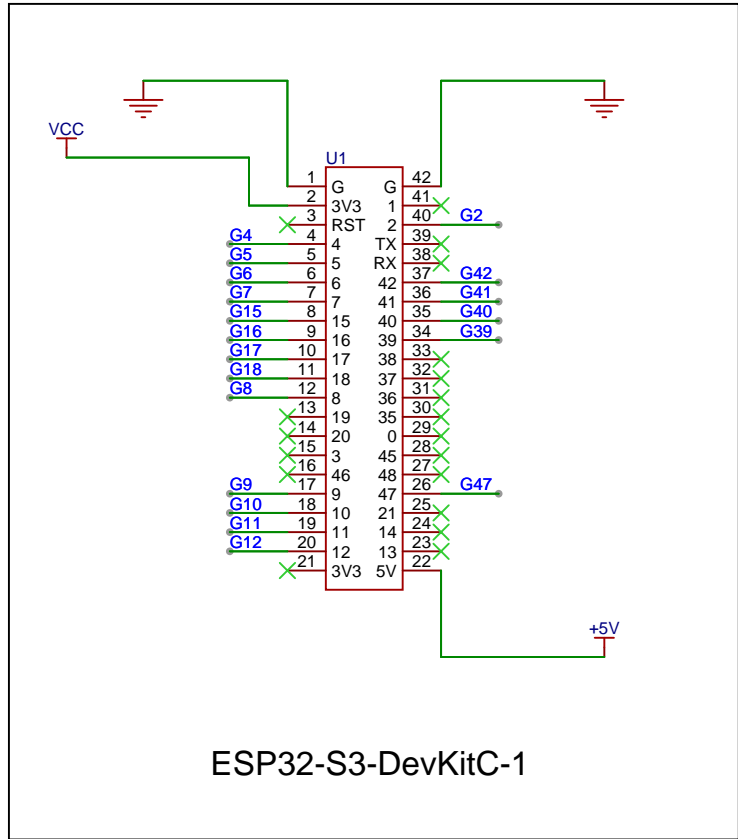 VCC
U1
1 G G 42
2 3V3 1 41
3 RST 2 40 G2
G4 4 4 TX 39
G5 5 5 RX 38
G6 6 6 42 37 G42
G7 7 7 41 36 G41
G15 8 15 40 35 G40
G16 9 16 39 34 G39
G17 10 17 38 33
G18 11 18 37 32
G8 12 8 36 31
13 19 35 30
14 20 0 29
15 3 45 28
16 46 48 27
G9 17 9 47 26 G47
G10 18 10 21 25
G11 19 11 14 24
G12 20 12 13 23
21 3V3 5V 22
+5V
ESP32-S3-DevKitC-1